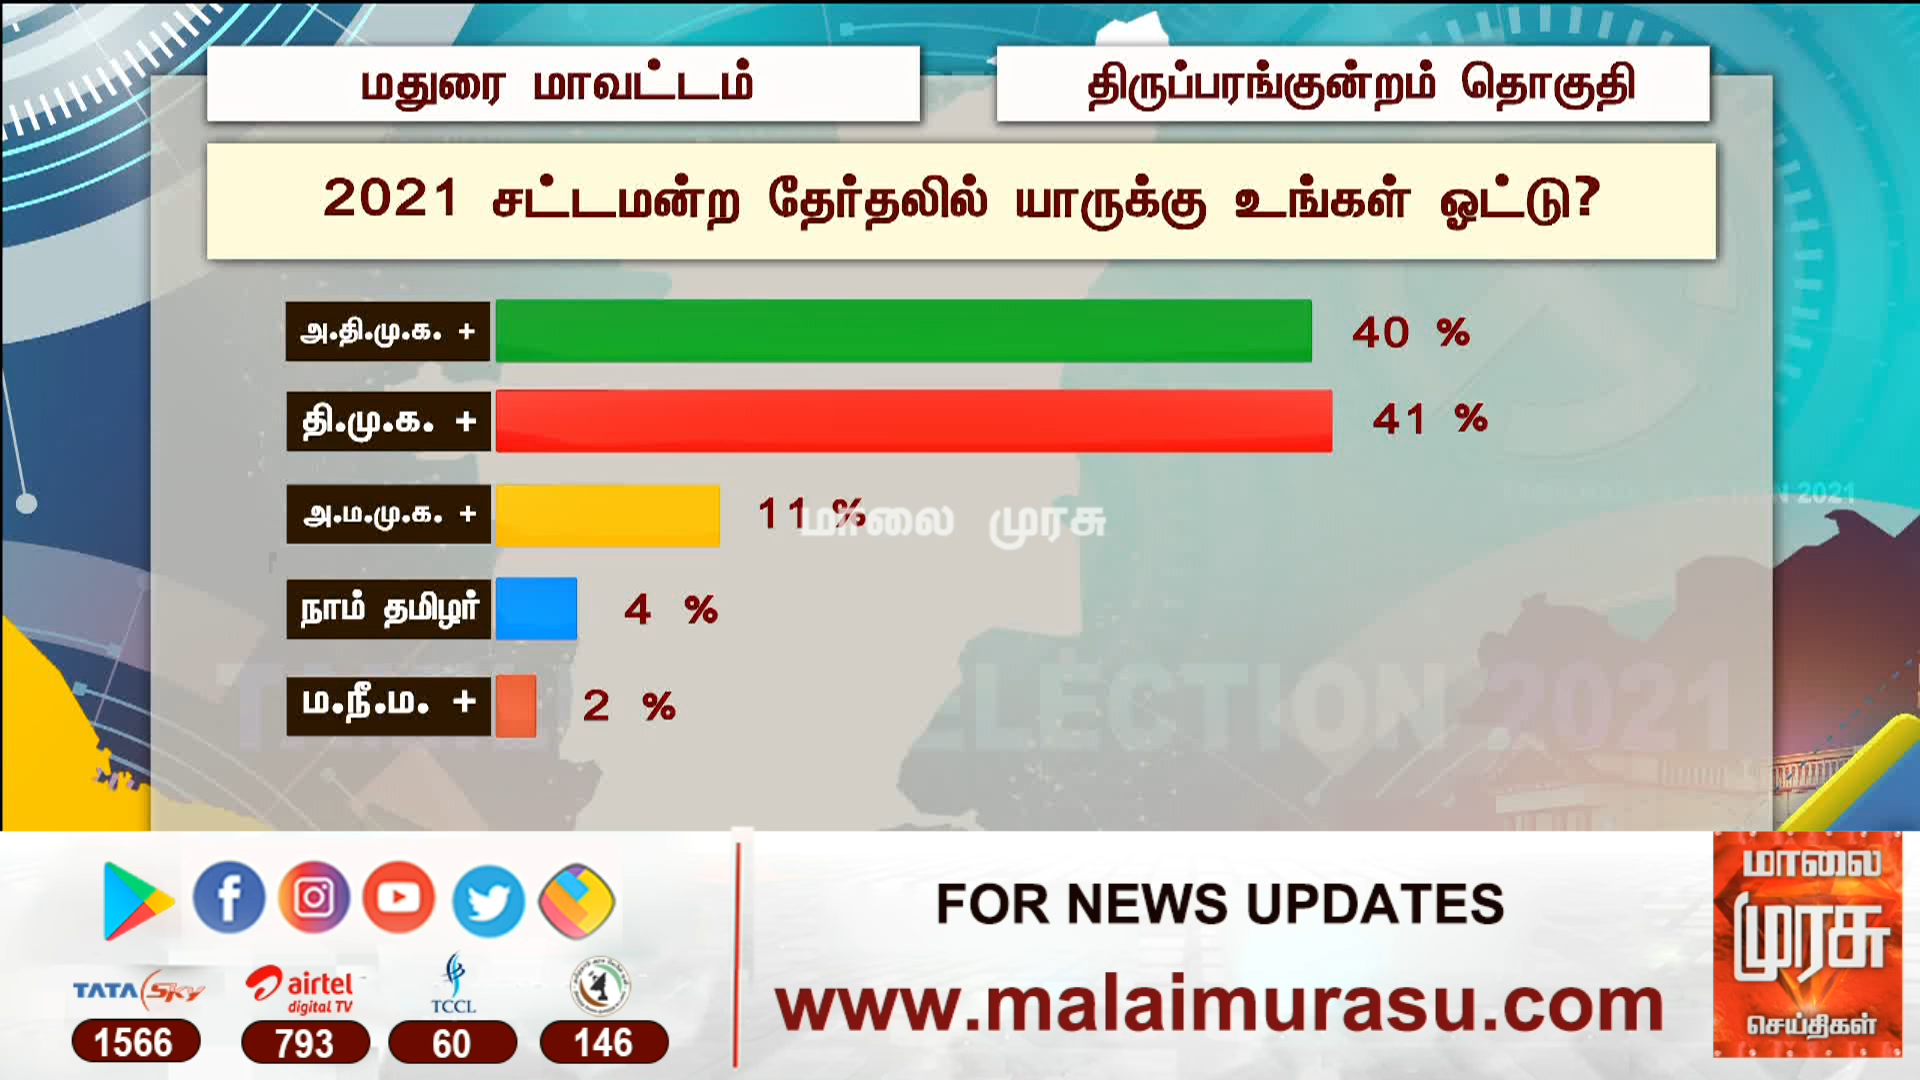 மதுரை மாவட்டம்
திருப்பரங்குன்றம் தொகுதி
2021 சட்டமன்ற தேர்தலில் யாருக்கு உங்கள் ஓட்டு?
அ.தி.மு.க. + 40 %
தி.மு.க. + 41 %
அ.ம.மு.க. + 11 %
மாலை முரசு
நாம் தமிழர் 4 %
ம.நீ.ம. + 2 %
ELECTION 2021
FOR NEWS UPDATES
www.malaimurasu.com
TATA Sky
airtel
digital TV
TCCL
1566
793
60
146
மாலை
முரசு
செய்திகள்